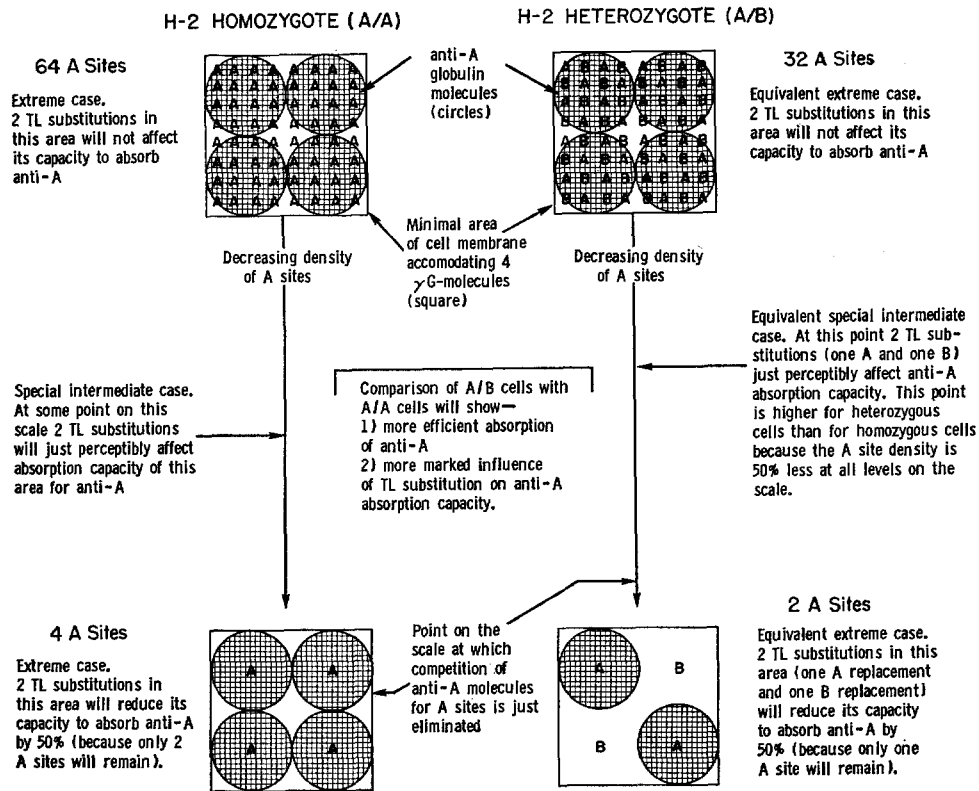 H-2 HOMOZYGOTE (A/A)
H-2 HETEROZYGOTE (A/B)
64 A Sites
Extreme case.
2 TL substitutions in
this area will not affect
its capacity to absorb
anti-A
A A A A A A A A
A A A A A A A A
A A A A A A A A
A A A A A A A A
A A A A A A A A
A A A A A A A A
A A A A A A A A
A A A A A A A A
anti-A
globulin
molecules
(circles)
A B A B A B A B
B A B A B A B A
A B A B A B A B
B A B A B A B A
A B A B A B A B
B A B A B A B A
A B A B A B A B
B A B A B A B A
32 A Sites
Equivalent extreme case.
2 TL substitutions in this
area will not affect its
capacity to absorb anti-A
Decreasing density
of A sites
Minimal area
of cell membrane
accomodating 4
γG-molecules
(square)
Decreasing density
of A sites
Special intermediate case.
At some point on this
scale 2 TL substitutions
will just perceptibly affect
absorption capacity of this
area for anti-A
Comparison of A/B cells with
A/A cells will show—
1) more efficient absorption
of anti-A
2) more marked influence
of TL substitution on anti-A
absorption capacity.
Equivalent special intermediate
case. At this point 2 TL sub-
stitutions (one A and one B)
just perceptibly affect anti-A
absorption capacity. This point
is higher for heterozygous
cells than for homozygous cells
because the A site density is
50% less at all levels on the
scale.
4 A Sites
Extreme case.
2 TL substitutions in
this area will reduce its
capacity to absorb anti-A
by 50% (because only 2
A sites will remain).
A A
A A
Point on the
scale at which
competition of
anti-A molecules
for A sites is just
eliminated
A B
B A
2 A Sites
Equivalent extreme case.
2 TL substitutions in this
area (one A replacement
and one B replacement)
will reduce its capacity
to absorb anti-A by
50% (because only one
A site will remain).